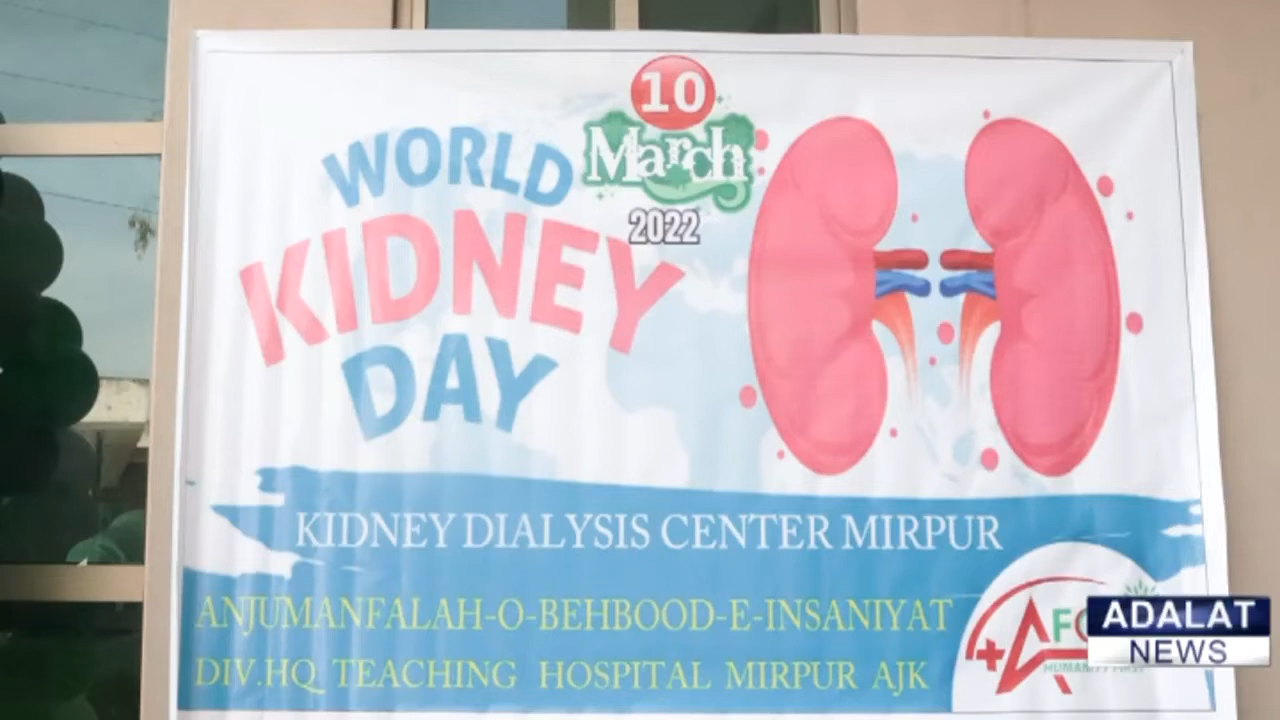 10
March
2022
WORLD
KIDNEY
DAY
KIDNEY DIALYSIS CENTER MIRPUR
ANJUMANFALAH-O-BEHBOOD-E-INSANIYAT
DIV.HQ TEACHING HOSPITAL MIRPUR AJK
ADALAT
NEWS